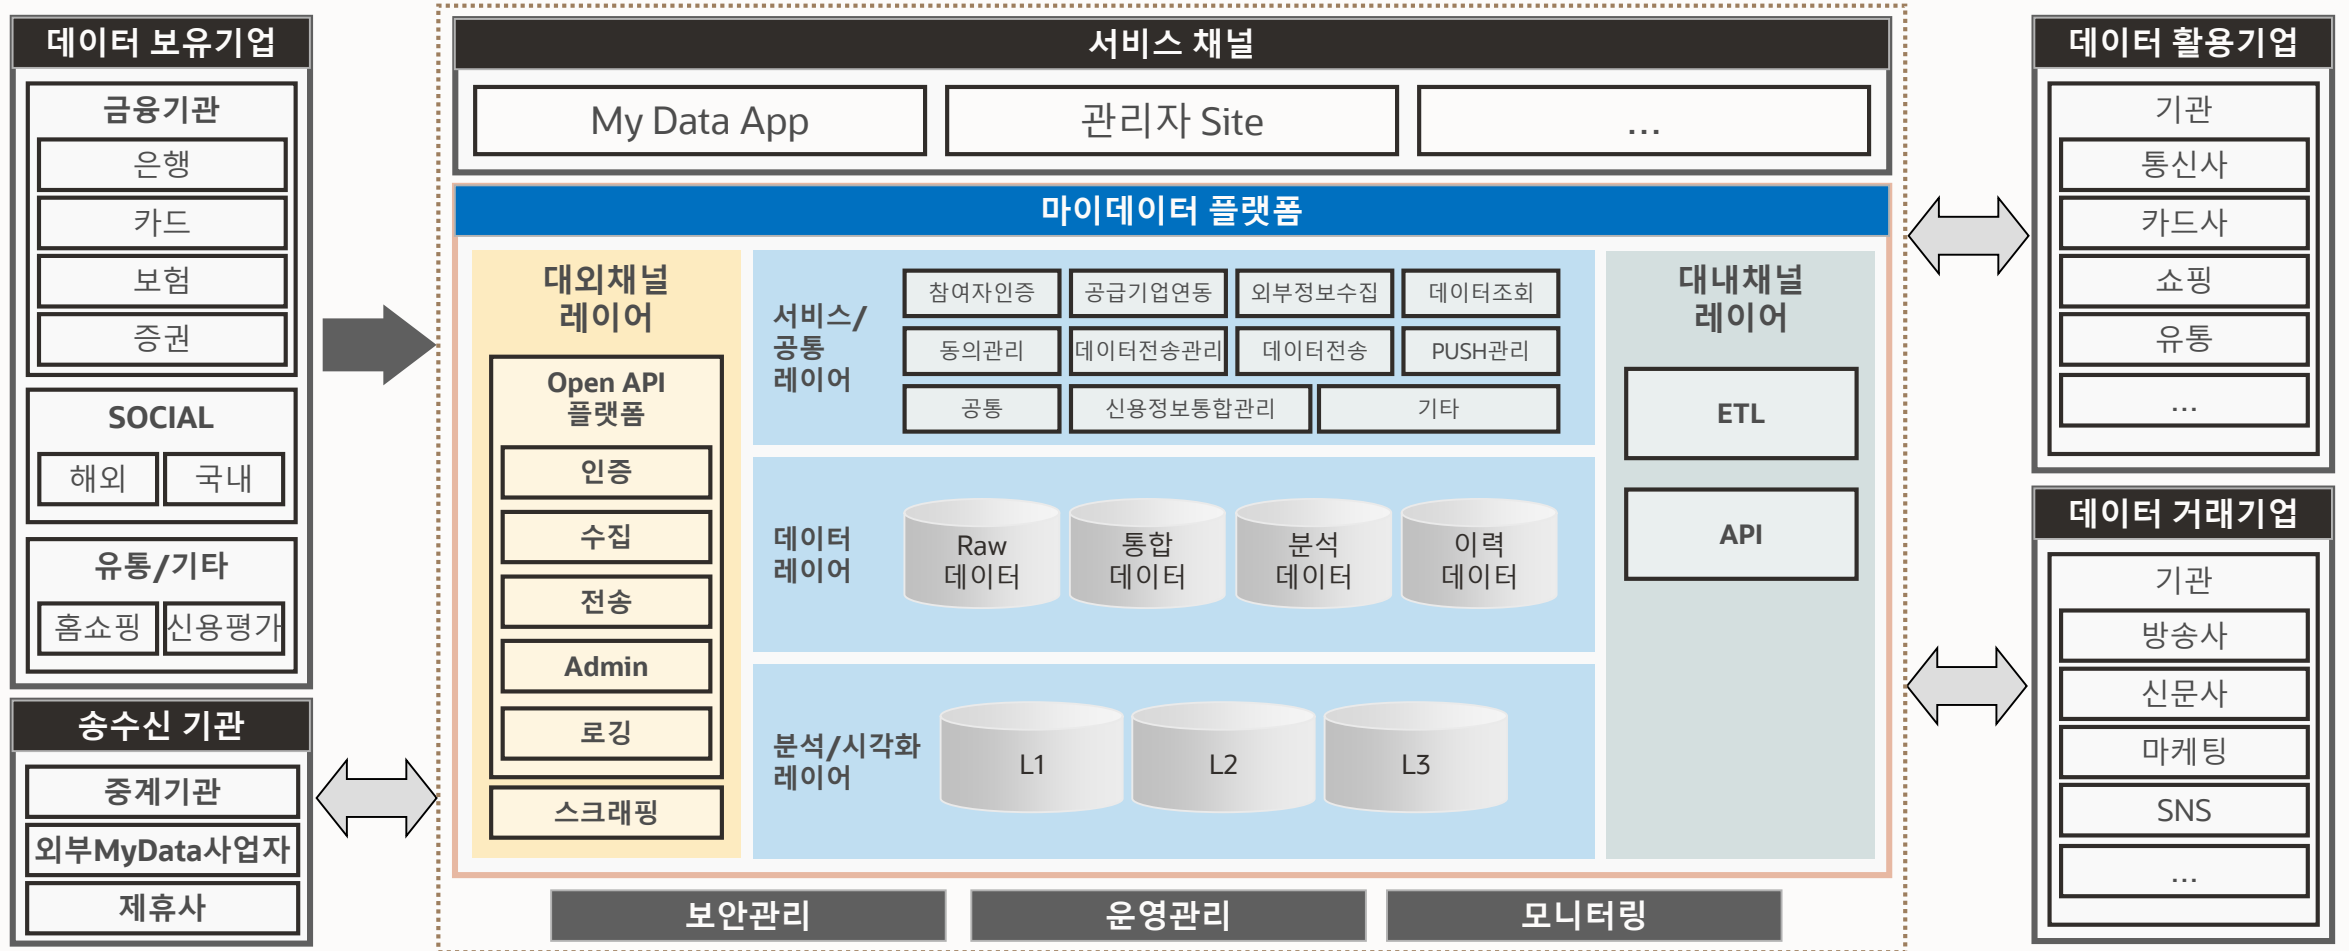 데이터 보유기업
금융기관
은행
카드
보험
증권
SOCIAL
해외
국내
유통/기타
홈쇼핑
신용평가
송수신 기관
중계기관
외부MyData사업자
제휴사
서비스 채널
My Data App
관리자 Site
...
마이데이터 플랫폼
대외채널
레이어
Open API
플랫폼
인증
수집
전송
Admin
로깅
스크래핑
서비스/
공통
레이어
참여자인증
공급기업연동
외부정보수집
데이터조회
동의관리
데이터전송관리
데이터전송
PUSH관리
공통
신용정보통합관리
기타
데이터
레이어
Raw
데이터
통합
데이터
분석
데이터
이력
데이터
분석/시각화
레이어
L1
L2
L3
대내채널
레이어
ETL
API
보안관리
운영관리
모니터링
데이터 활용기업
기관
통신사
카드사
쇼핑
유통
...
데이터 거래기업
기관
방송사
신문사
마케팅
SNS
...